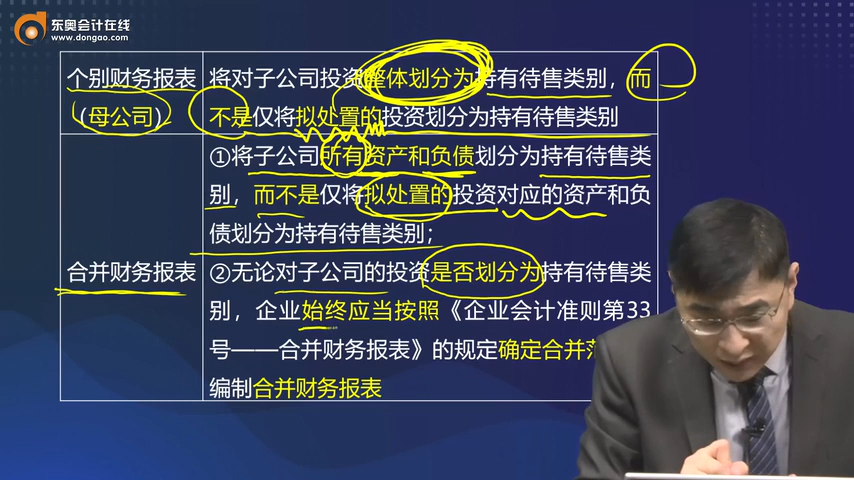 东奥会计在线
www.dongao.com
个别财务报表
（母公司）
将对子公司投资整体划分为持有待售类别，而
不是仅将拟处置的投资划分为持有待售类别
合并财务报表
①将子公司所有资产和负债划分为持有待售类
别，而不是仅将拟处置的投资对应的资产和负
债划分为持有待售类别；
②无论对子公司的投资是否划分为持有待售类
别，企业始终应当按照《企业会计准则第33
号——合并财务报表》的规定确定合并范
编制合并财务报表